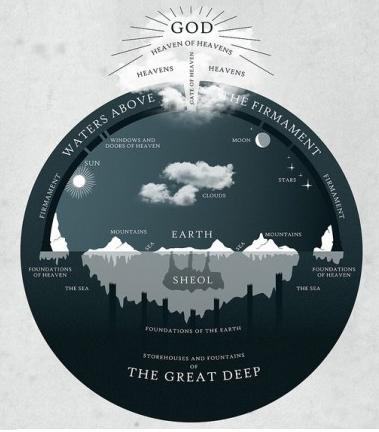 GOD
HEAVEN OF HEAVENS
HEAVENS
GATE OF HEAVEN
HEAVENS
WATERS ABOVE THE FIRMAMENT
WINDOWS AND
DOORS OF HEAVEN
MOON
SUN
STARS
FIRMAMENT
FIRMAMENT
CLOUDS
MOUNTAINS
SEA
EARTH
SEA
MOUNTAINS
FOUNDATIONS
OF HEAVEN
SHEOL
FOUNDATIONS
OF HEAVEN
THE SEA
THE SEA
FOUNDATIONS OF THE EARTH
STOREHOUSES AND FOUNTAINS
OF
THE GREAT DEEP